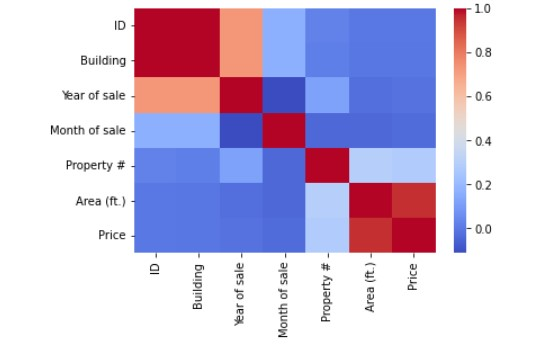 ID
Building
Year of sale
Month of sale
Property #
Area (ft.)
Price
ID
Building
Year of sale
Month of sale
Property #
Area (ft.)
Price
1.0
0.8
0.6
0.4
0.2
0.0